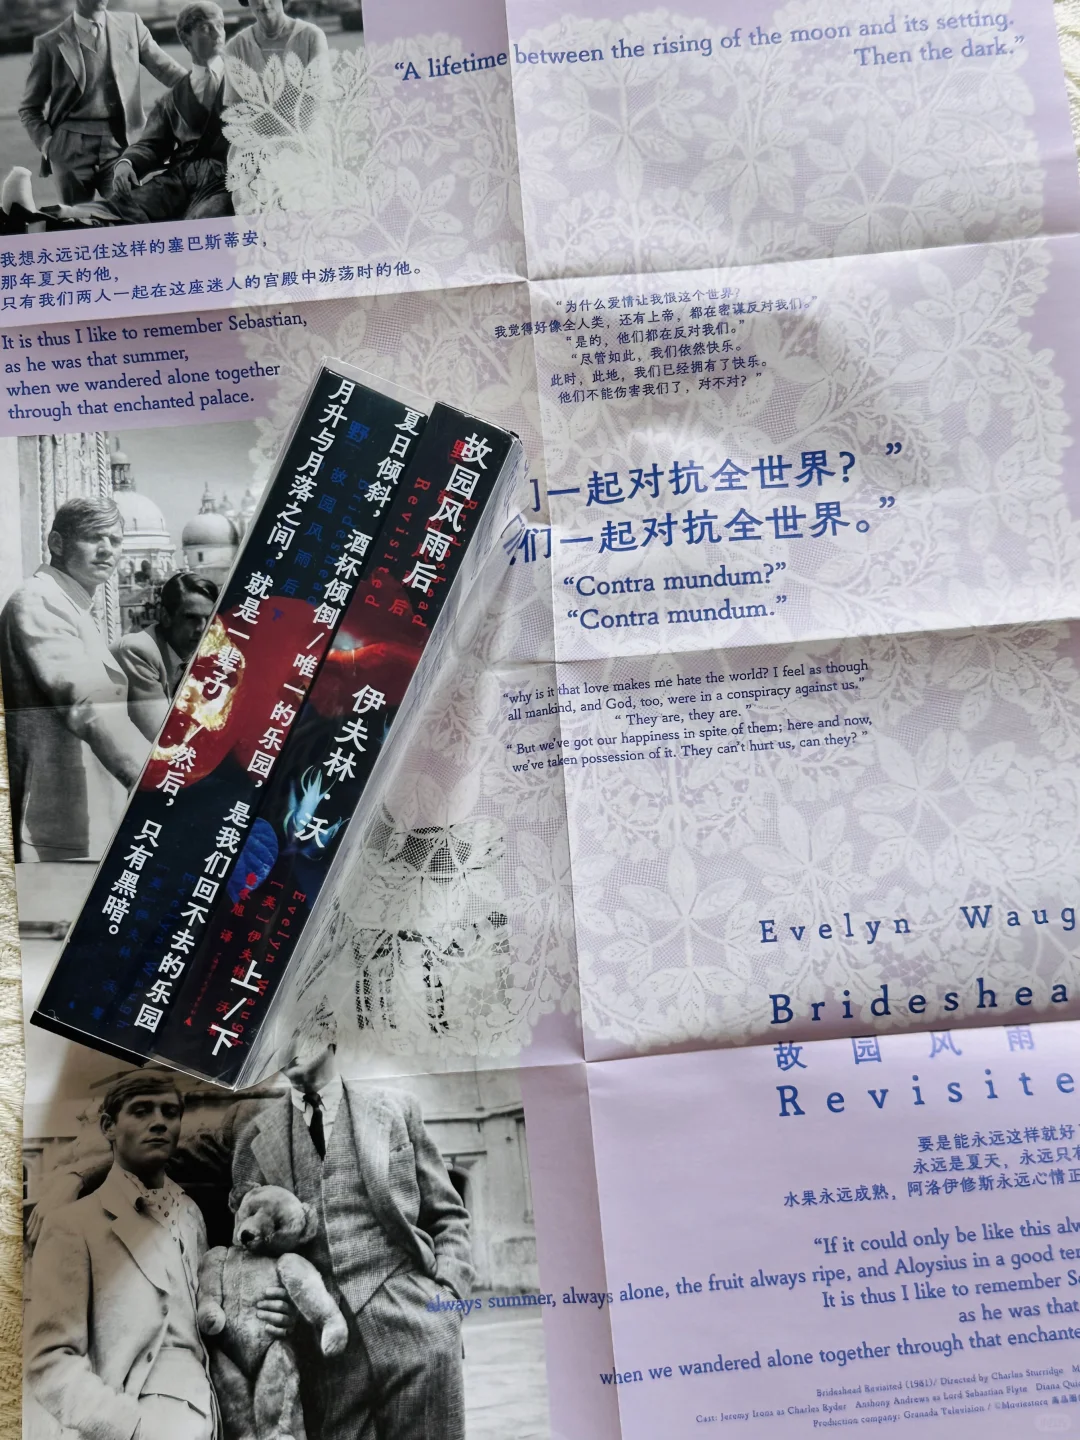 “A lifetime between the rising of the moon and its setting.
Then the dark.”
我想永远记住这样的塞巴斯蒂安，
那年夏天的他，
只有我们两人一起在这座迷人的宫殿中游荡时的他。
It is thus I like to remember Sebastian,
as he was that summer,
when we wandered alone together
through that enchanted palace.
“为什么爱情让我恨这个世界？
我觉得好像全人类，还有上帝，都在密谋反对我们。”
“是的，他们都在反对我们。”
“尽管如此，我们依然快乐。
此时，此地，我们已经拥有了快乐。
他们不能伤害我们了，对不对？”
一起对抗全世界？”
们一起对抗全世界。”
“Contra mundum?”
“Contra mundum.”
“why is it that love makes me hate the world? I feel as though
all mankind, and God, too, were in a conspiracy against us.”
“ They are, they are. ”
“ But we've got our happiness in spite of them; here and now,
we've taken possession of it. They can't hurt us, can they? ”
月升与月落之间，就是一辈子/然后，只有黑暗。
夏日倾斜，酒杯倾倒/唯一的乐园，是我们回不去的乐园
故园风雨后 伊夫林·沃 上/下
Brideshead
Revisited
[英]伊夫林·沃
Evelyn Waugh
故园风雨后 下
Evelyn Waug
Brideshea
故园风雨
Revisite
要是能永远这样就好
永远是夏天，永远只有
水果永远成熟，阿洛伊修斯永远心情正
“If it could only be like this alw
always summer, always alone, the fruit always ripe, and Aloysius in a good ten
It is thus I like to remember Se
as he was that
when we wandered alone together through that enchante
Brideshead Revisited (1981)/ Directed by Charles Sturridge
Cast: Jeremy Irons as Charles Ryder Anthony Andrews as Lord Sebastian Flyte Diana Qui
Production company: Granada Television / ©Moviestore